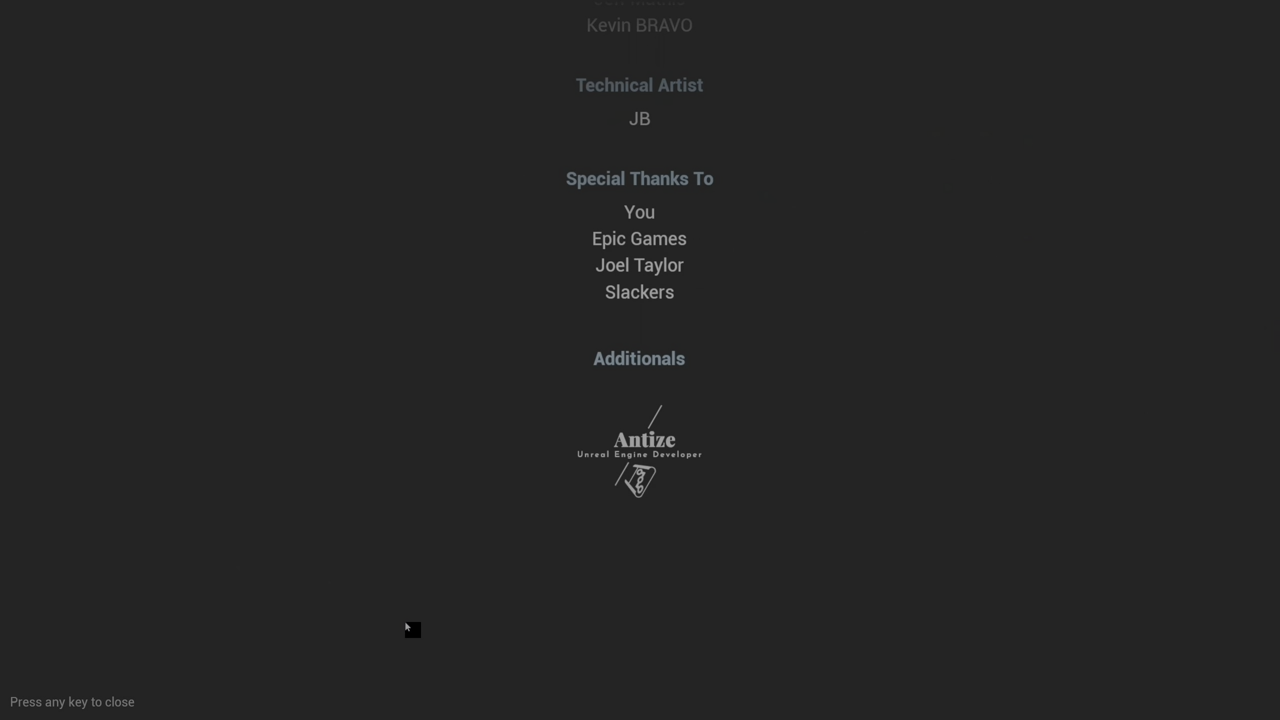 Kevin BRAVO
Technical Artist
JB
Special Thanks To
You
Epic Games
Joel Taylor
Slackers
Additionals
Antize
Unreal Engine Developer
Press any key to close